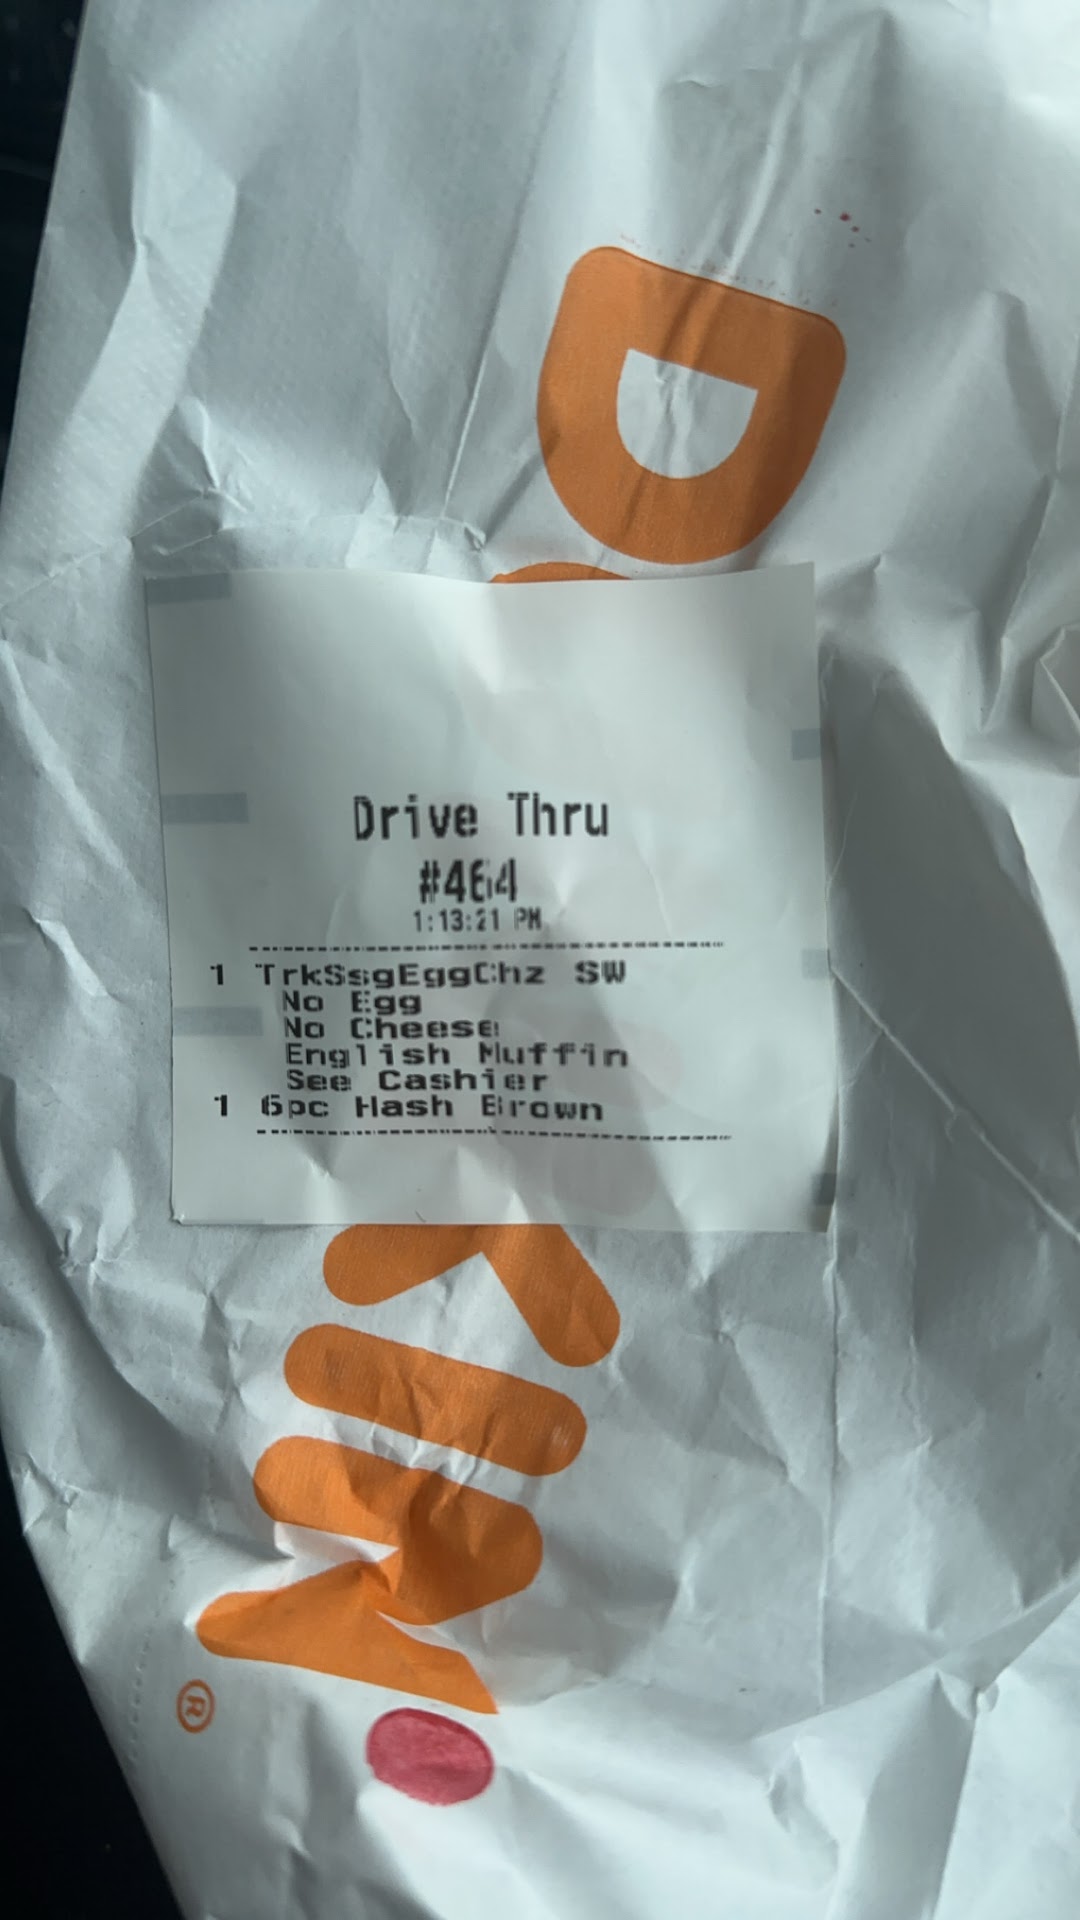 D
Drive Thru
#464
1:13:21 PM
1 TrkSsgEggChz SW
No Egg
No Cheese
English Muffin
See Cashier
1 6pc Hash Brown
KIN'
®